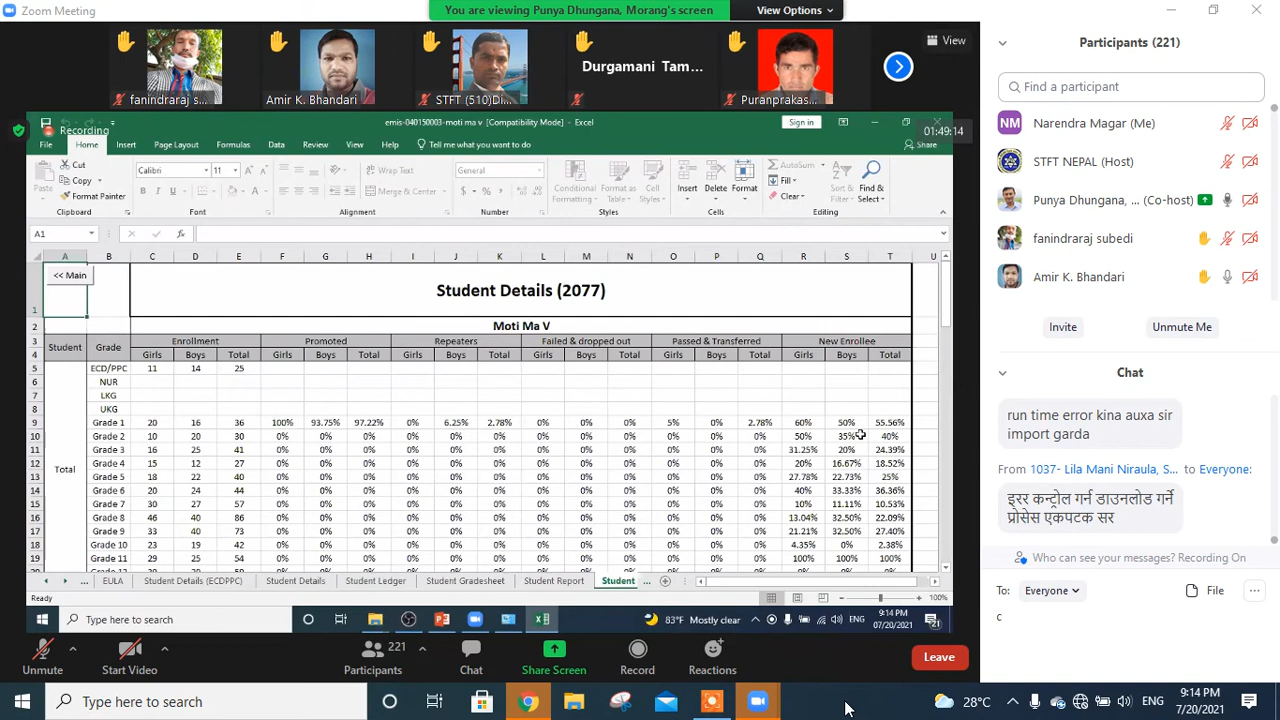 Zoom Meeting
You are viewing Punya Dhungana, Morang's screen
View Options
View
fanindraraj s...
Amir K. Bhandari
STFT (510)Di...
Durgamani Tam...
Puranprakas...
Recording
emis-040150003-moti ma v [Compatibility Mode] - Excel
Sign in
01:49:14
File Home Insert Page Layout Formulas Data Review View Help Tell me what you want to do Share
Cut
Copy
Format Painter
Paste
Calibri 11
Wrap Text
Merge & Center
General
Conditional Formatting
Format as Table
Cell Styles
Insert Delete Format
AutoSum
Fill
Clear
Sort & Filter
Find & Select
Clipboard Font Alignment Number Styles Cells Editing
A1
A B C D E F G H I J K L M N O P Q R S T U
<< Main
1 Student Details (2077)
2 Moti Ma V
3 Student Grade Enrollment Promoted Repeaters Failed & dropped out Passed & Transferred New Enrollee
4 Girls Boys Total Girls Boys Total Girls Boys Total Girls Boys Total Girls Boys Total Girls Boys Total
5 ECD/PPC 11 14 25
6 NUR
7 LKG
8 UKG
9 Grade 1 20 16 36 100% 93.75% 97.22% 0% 6.25% 2.78% 0% 0% 0% 5% 0% 2.78% 60% 50% 55.56%
10 Grade 2 10 20 30 0% 0% 0% 0% 0% 0% 0% 0% 0% 0% 0% 0% 50% 35% 40%
11 Grade 3 16 25 41 0% 0% 0% 0% 0% 0% 0% 0% 0% 0% 0% 0% 31.25% 20% 24.39%
12 Grade 4 15 12 27 0% 0% 0% 0% 0% 0% 0% 0% 0% 0% 0% 0% 20% 16.67% 18.52%
Total
13 Grade 5 18 22 40 0% 0% 0% 0% 0% 0% 0% 0% 0% 0% 0% 0% 27.78% 22.73% 25%
14 Grade 6 20 24 44 0% 0% 0% 0% 0% 0% 0% 0% 0% 0% 0% 0% 40% 33.33% 36.36%
15 Grade 7 30 27 57 0% 0% 0% 0% 0% 0% 0% 0% 0% 0% 0% 0% 10% 11.11% 10.53%
16 Grade 8 46 40 86 0% 0% 0% 0% 0% 0% 0% 0% 0% 0% 0% 0% 13.04% 32.50% 22.09%
17 Grade 9 33 40 73 0% 0% 0% 0% 0% 0% 0% 0% 0% 0% 0% 0% 21.21% 32.50% 27.40%
18 Grade 10 23 19 42 0% 0% 0% 0% 0% 0% 0% 0% 0% 0% 0% 0% 4.35% 0% 2.38%
19 Grade 11 29 25 54 0% 0% 0% 0% 0% 0% 0% 0% 0% 0% 0% 0% 100% 100% 100%
... EULA Student Details (ECDPPC) Student Details Student Ledger Student Gradesheet Student Report Student ...
Ready
100%
Type here to search
83°F Mostly clear
ENG
9:14 PM
07/20/2021
21
Unmute
Start Video
221
Participants
Chat
Share Screen
Record
Reactions
Leave
Participants (221)
Find a participant
NM Narendra Magar (Me)
STFT NEPAL (Host)
Punya Dhungana, ... (Co-host)
fanindraraj subedi
Amir K. Bhandari
Invite
Unmute Me
Chat
run time error kina auxa sir
import garda
From 1037- Lila Mani Niraula, S... to Everyone:
इरर कन्ट्रोल गर्न डाउनलोड गर्ने
प्रोसेस एकपटक सर
Who can see your messages? Recording On
To: Everyone
File
...
c
Type here to search
28°C
ENG
9:14 PM
7/20/2021